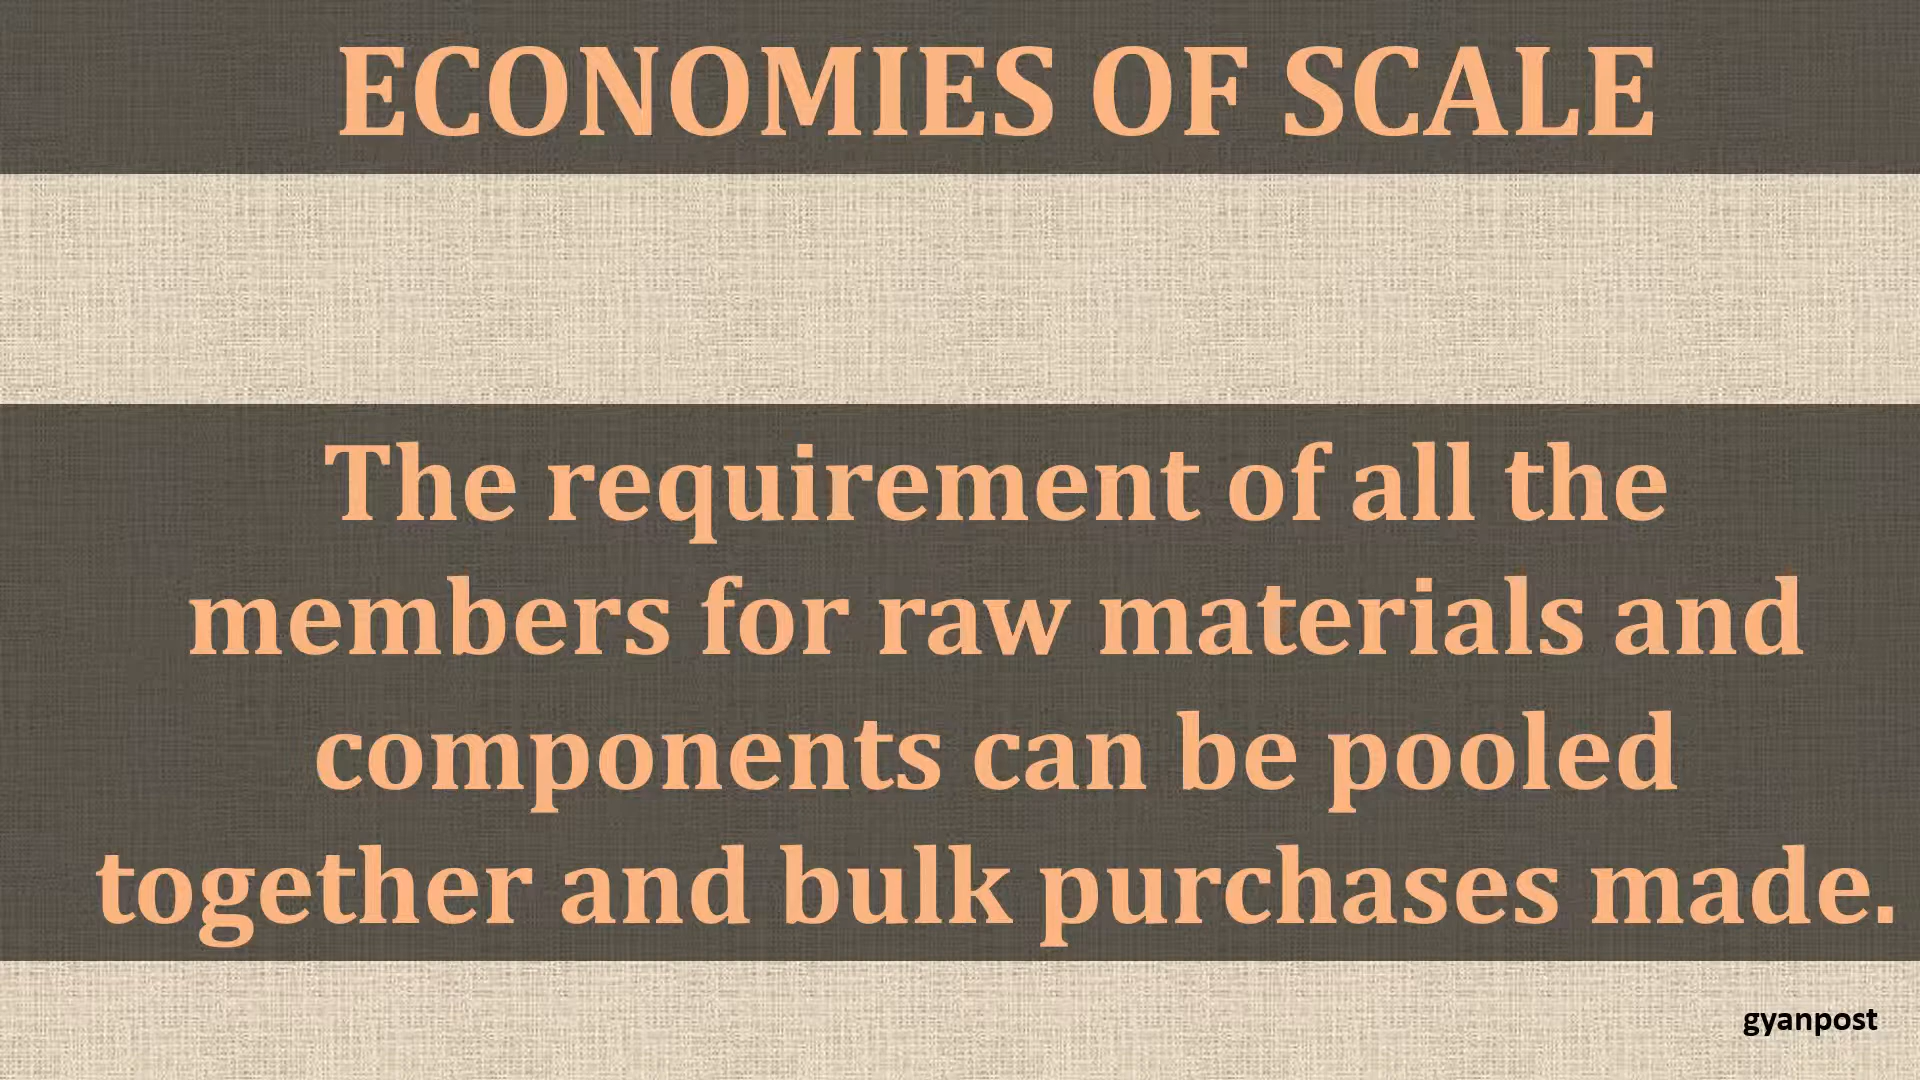 ECONOMIES OF SCALE
The requirement of all the
members for raw materials and
components can be pooled
together and bulk purchases made.
gyanpost